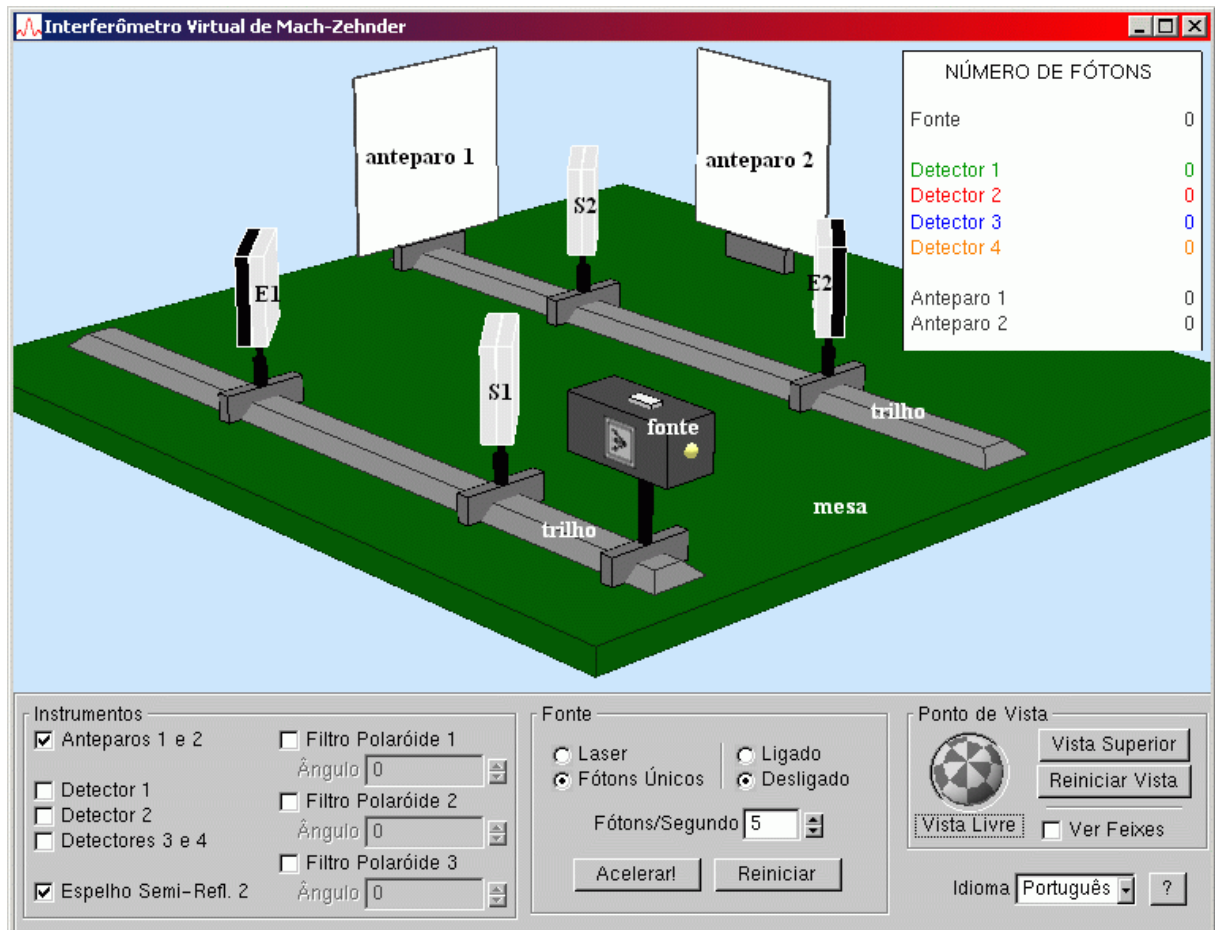 Interferômetro Virtual de Mach-Zehnder
NÚMERO DE FÓTONS
Fonte 0
Detector 1 0
Detector 2 0
Detector 3 0
Detector 4 0
Anteparo 1 0
Anteparo 2 0
anteparo 1
anteparo 2
S2
E1
E2
S1
fonte
trilho
mesa
trilho
Instrumentos
Anteparos 1 e 2
Detector 1
Detector 2
Detectores 3 e 4
Espelho Semi-Refl. 2
Filtro Polaróide 1
Ângulo 0
Filtro Polaróide 2
Ângulo 0
Filtro Polaróide 3
Ângulo 0
Fonte
Laser
Fótons Únicos
Ligado
Desligado
Fótons/Segundo 5
Acelerar!
Reiniciar
Ponto de Vista
Vista Livre
Vista Superior
Reiniciar Vista
Ver Feixes
Idioma Português
?